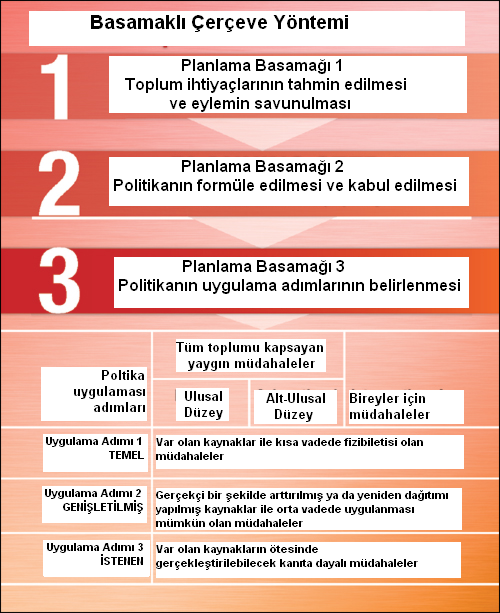 Basamaklı Çerçeve Yöntemi
1
Planlama Basamağı 1
Toplum ihtiyaçlarının tahmin edilmesi
ve eylemin savunulması
2
Planlama Basamağı 2
Politikanın formüle edilmesi ve kabul edilmesi
3
Planlama Basamağı 3
Politikanın uygulama adımlarının belirlenmesi
Poltika
uygulaması
adımları
Tüm toplumu kapsayan
yaygın müdahaleler
Ulusal
Düzey
Alt-Ulusal
Düzey
Bireyler için
müdahaleler
Uygulama Adımı 1
TEMEL
Var olan kaynaklar ile kısa vadede fizibiletisi olan
müdahaleler
Uygulama Adımı 2
GENİŞLETİLMİŞ
Gerçekçi bir şekilde arttırılmış ya da yeniden dağıtımı
yapılmış kaynaklar ile orta vadede uygulanması
mümkün olan müdahaleler
Uygulama Adımı 3
İSTENEN
Var olan kaynakların ötesinde
gerçekleştirilebilecek kanıta dayalı müdahaleler